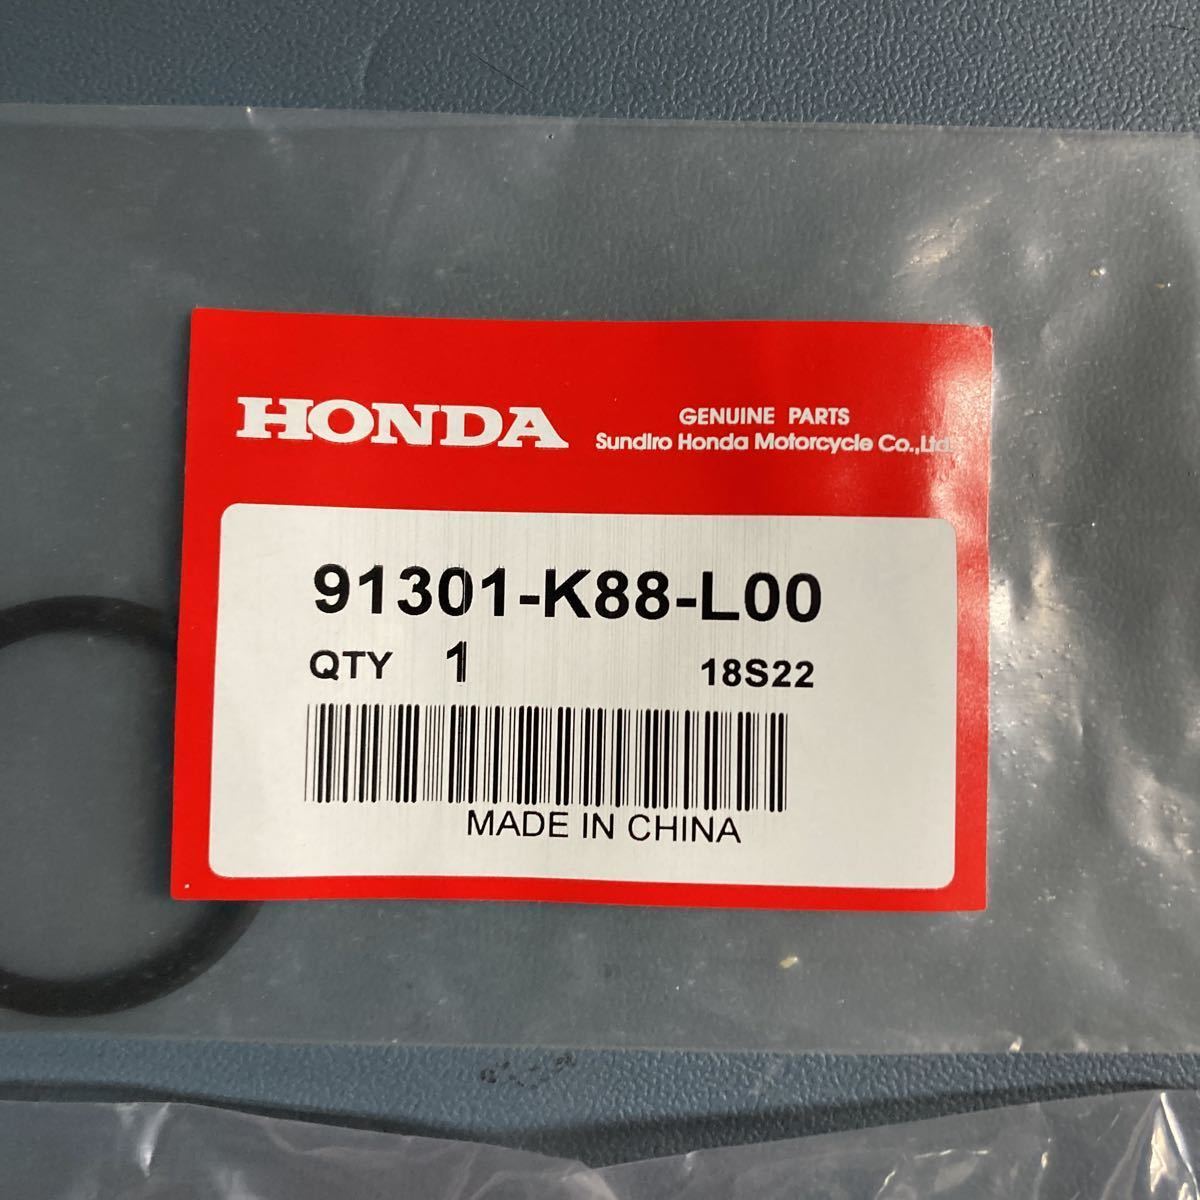 HONDA
GENUINE PARTS
Sundiro Honda Motorcycle Co.,Ltd.
91301-K88-L00
QTY 1 18S22
MADE IN CHINA